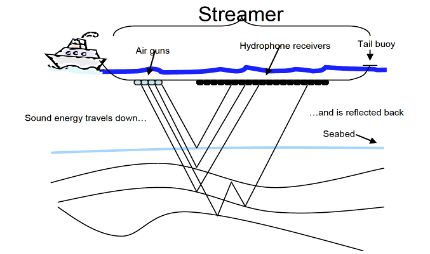 Streamer
Air guns
Hydrophone receivers
Tail buoy
Sound energy travels down…
…and is reflected back
Seabed